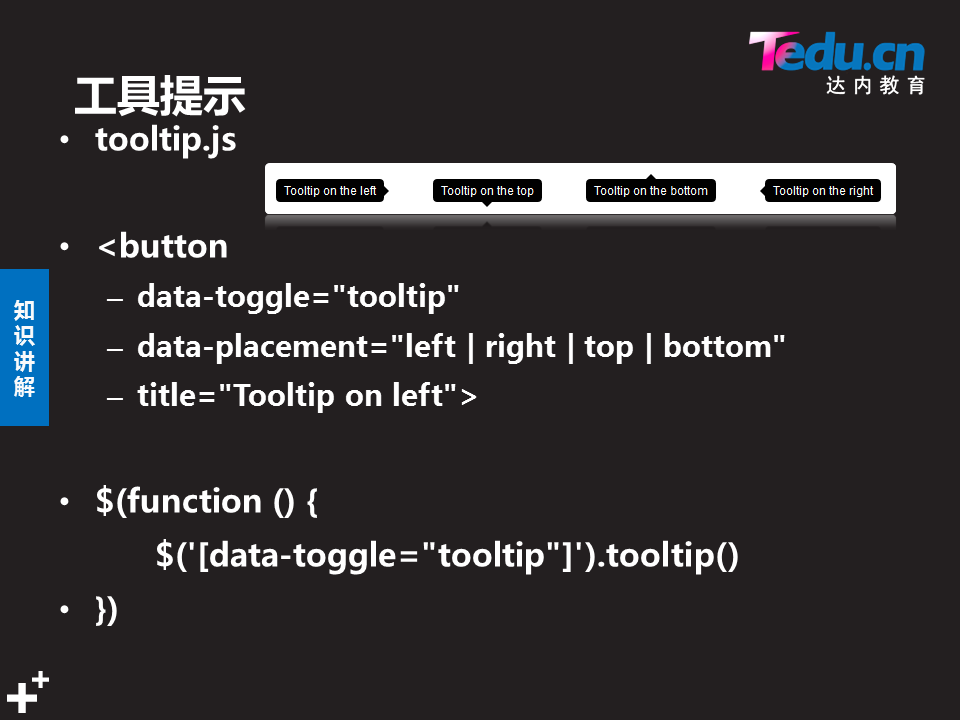 Tedu.cn
达内教育
工具提示
• tooltip.js
Tooltip on the left
Tooltip on the top
Tooltip on the bottom
Tooltip on the right
• <button
– data-toggle="tooltip"
– data-placement="left | right | top | bottom"
– title="Tooltip on left">
知识讲解
• $(function () {
$('[data-toggle="tooltip"]').tooltip()
• })